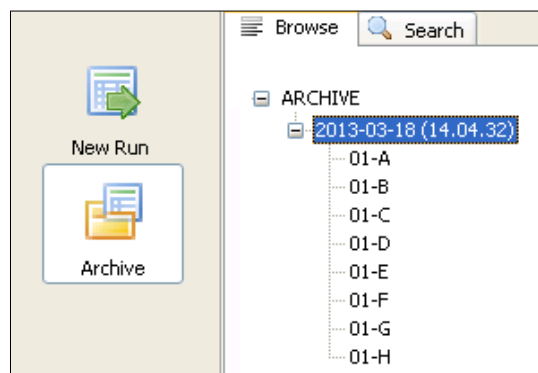 Browse
Search
New Run
Archive
ARCHIVE
2013-03-18 (14.04.32)
01-A
01-B
01-C
01-D
01-E
01-F
01-G
01-H